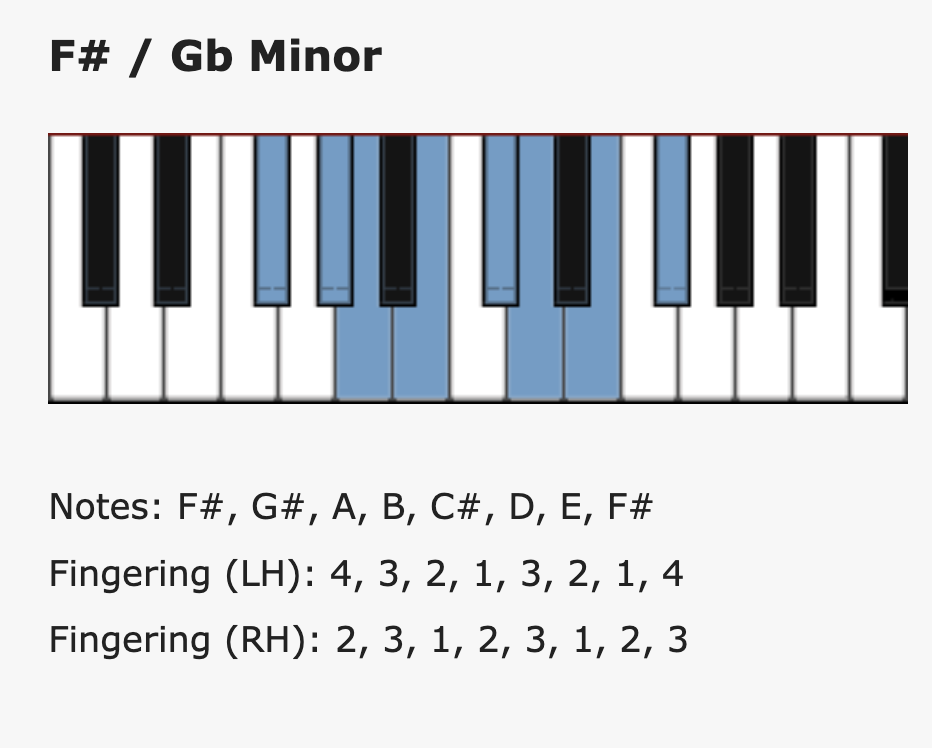 F# / Gb Minor
Notes: F#, G#, A, B, C#, D, E, F#
Fingering (LH): 4, 3, 2, 1, 3, 2, 1, 4
Fingering (RH): 2, 3, 1, 2, 3, 1, 2, 3